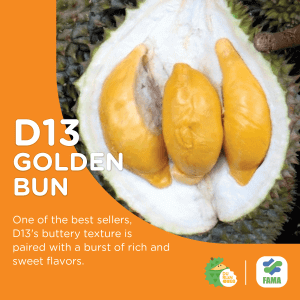 D13
GOLDEN
BUN
One of the best sellers,
D13's buttery texture is
paired with a burst of rich and
sweet flavors.
FAMA